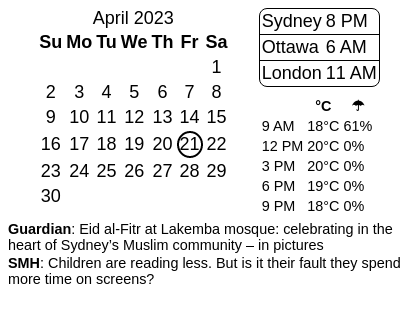 April 2023
Su Mo Tu We Th Fr Sa
1
2 3 4 5 6 7 8
9 10 11 12 13 14 15
16 17 18 19 20 21 22
23 24 25 26 27 28 29
30
Sydney 8 PM
Ottawa 6 AM
London 11 AM
°C ☂
9 AM 18°C 61%
12 PM 20°C 0%
3 PM 20°C 0%
6 PM 19°C 0%
9 PM 18°C 0%
Guardian: Eid al-Fitr at Lakemba mosque: celebrating in the
heart of Sydney’s Muslim community – in pictures
SMH: Children are reading less. But is it their fault they spend
more time on screens?